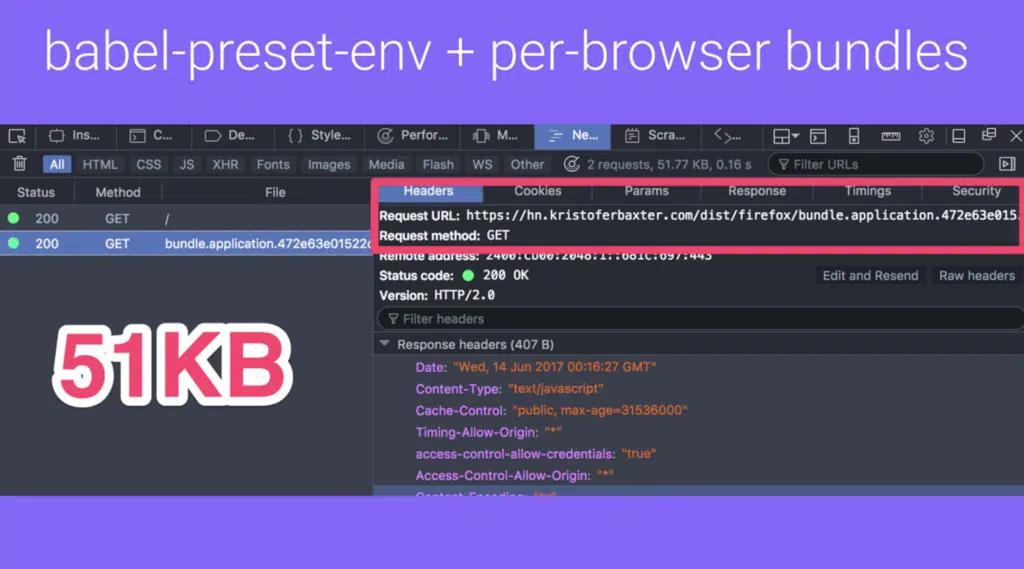 babel-preset-env + per-browser bundles
Ins... C... De... { } Style... Perfor... M... Ne... Scra... <>...
All HTML CSS JS XHR Fonts Images Media Flash WS Other 2 requests, 51.77 KB, 0.16 s Filter URLs
Status Method File
200 GET /
200 GET bundle.application.472e63e01522c
51KB
Headers Cookies Params Response Timings Security
Request URL: https://hn.kristoferbaxter.com/dist/firefox/bundle.application.472e63e015
Request method: GET
Remote address: 2400:cb00:2048:1::681c:697:443
Status code: 200 OK
Edit and Resend Raw headers
Version: HTTP/2.0
Filter headers
Response headers (407 B)
Date: "Wed, 14 Jun 2017 00:16:27 GMT"
Content-Type: "text/javascript"
Cache-Control: "public, max-age=31536000"
Timing-Allow-Origin: "*"
access-control-allow-credentials: "true"
Access-Control-Allow-Origin: "*"
Content-Encoding: "br"